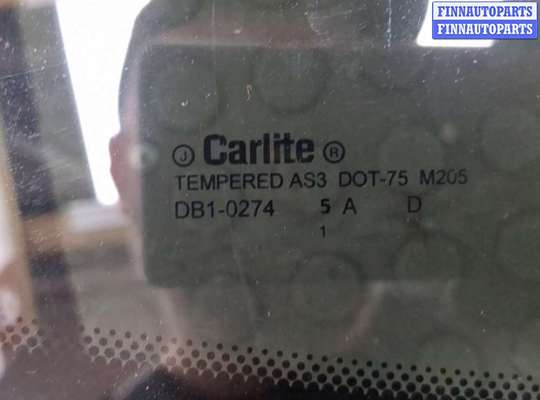 FINNAUTOPARTS
FINNAUTOPARTS
J Carlite ®
TEMPERED AS3 DOT-75 M205
DB1-0274 5 A D
1